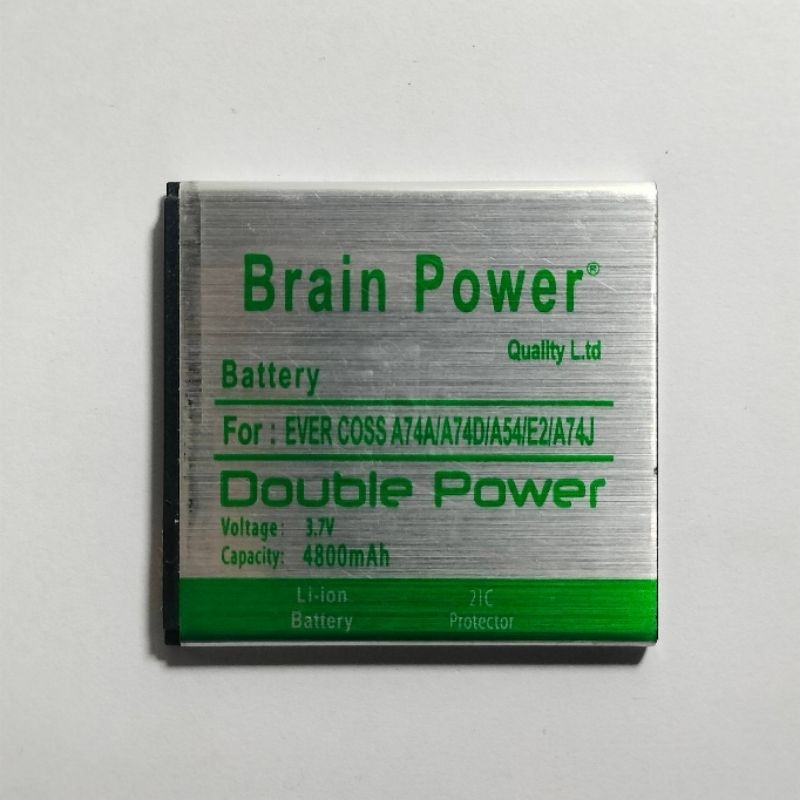 Brain Power®
Quality L.td
Battery
For : EVER COSS A74A/A74D/A54/E2/A74J
Double Power
Voltage: 3.7V
Capacity: 4800mAh
Li-ion 2IC
Battery Protector